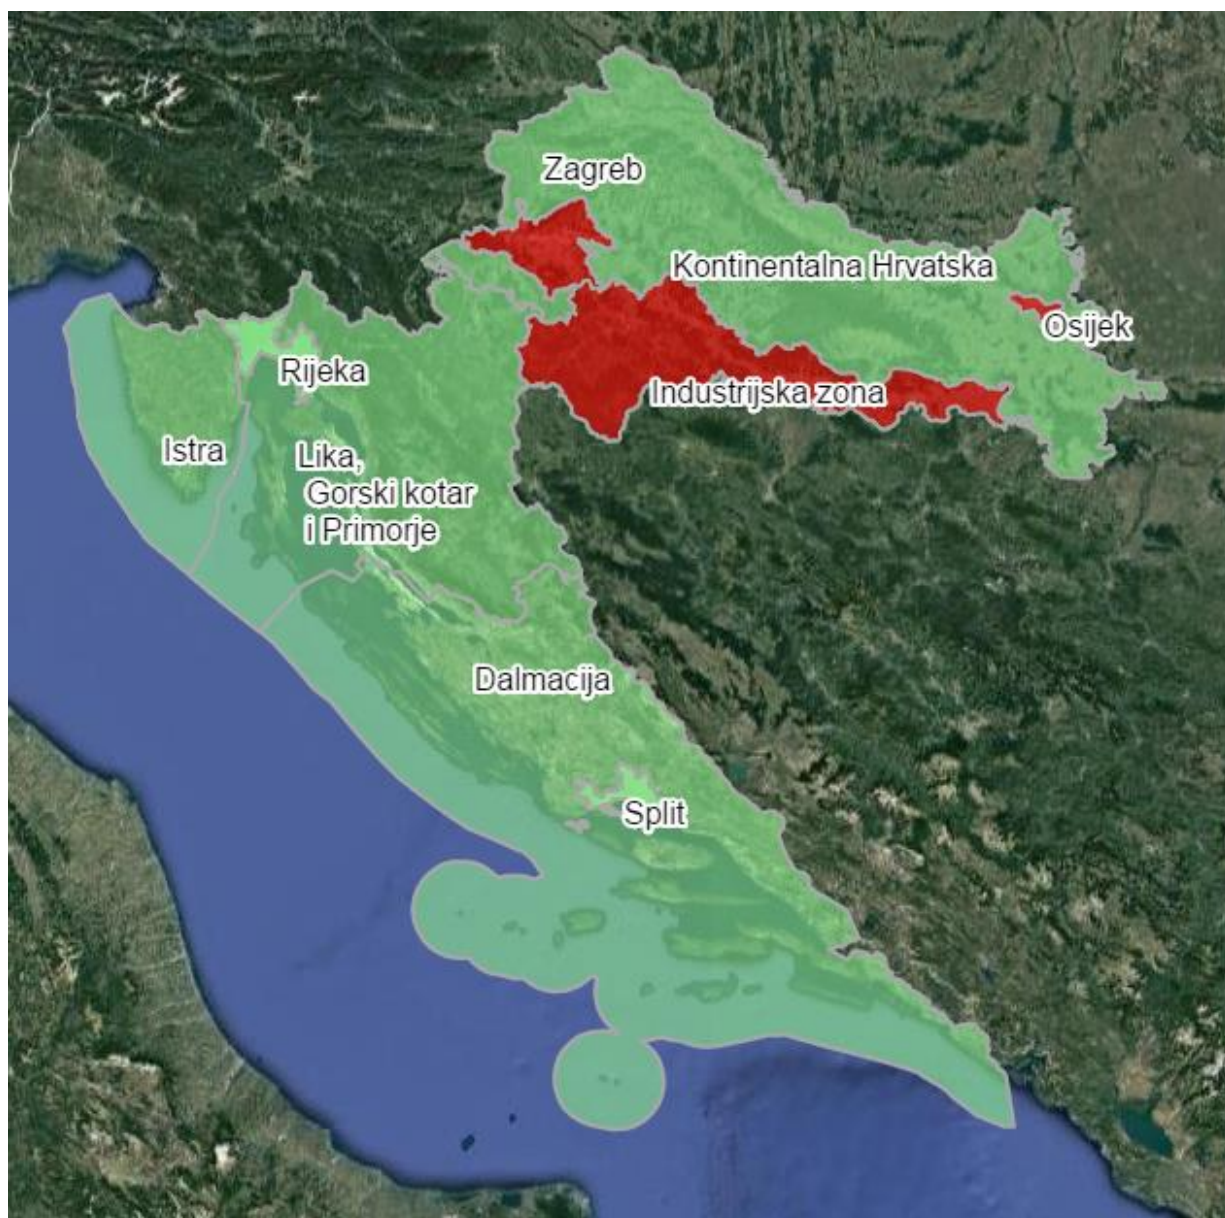 Zagreb
Kontinentalna Hrvatska
Osijek
Rijeka
Industrijska zona
Istra
Lika,
Gorski kotar
i Primorje
Dalmacija
Split